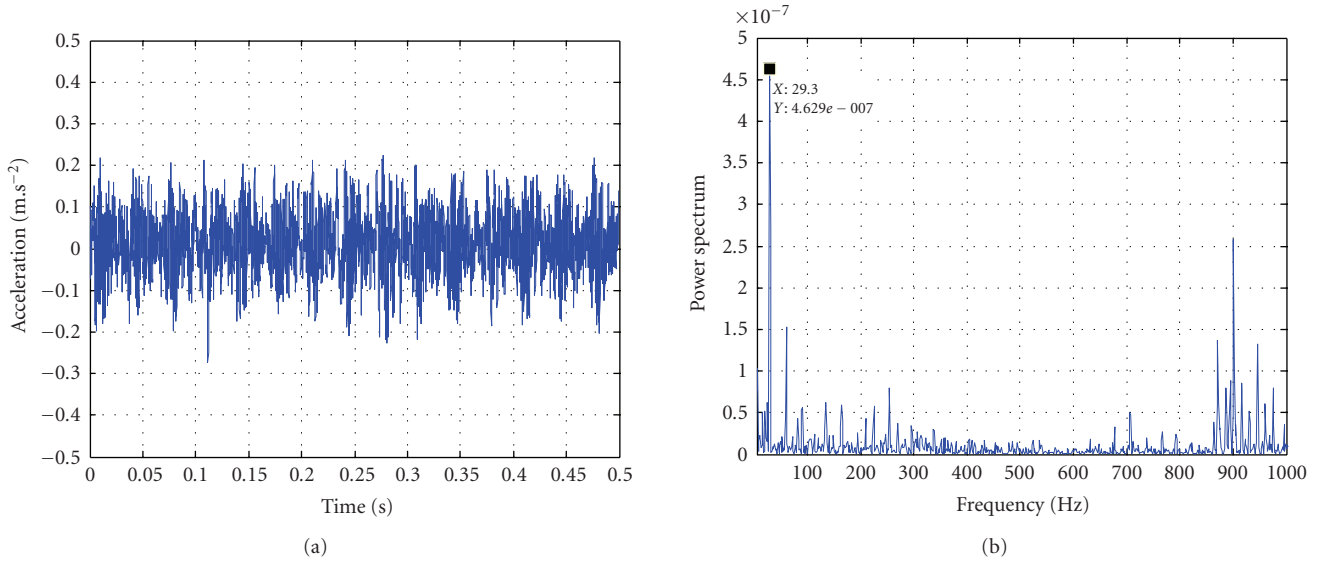 0.5
0.4
0.3
0.2
0.1
0
−0.1
−0.2
−0.3
−0.4
−0.5
Acceleration (m.s−2)
0 0.05 0.1 0.15 0.2 0.25 0.3 0.35 0.4 0.45 0.5
Time (s)
(a)
×10−7
5
4.5
4
3.5
3
2.5
2
1.5
1
0.5
0
Power spectrum
X: 29.3
Y: 4.629e − 007
100 200 300 400 500 600 700 800 900 1000
Frequency (Hz)
(b)